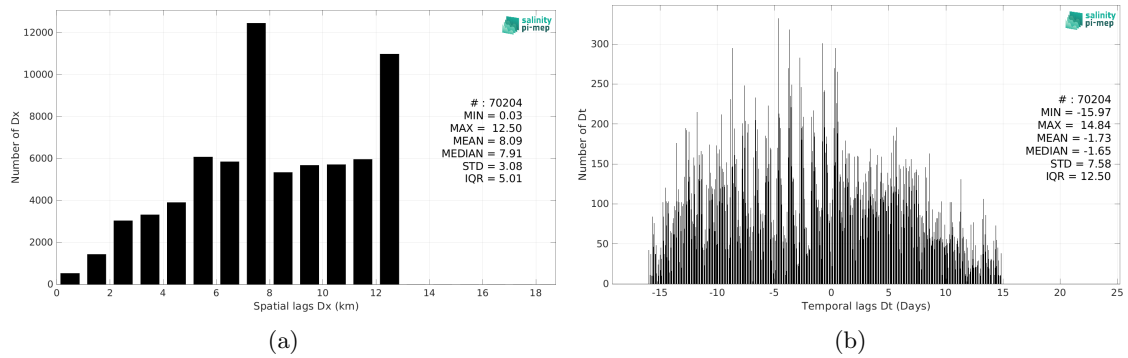 12000
10000
8000
6000
4000
2000
0
Number of Dx
0 2 4 6 8 10 12 14 16 18
Spatial lags Dx (km)
salinity
pi-mep
# : 70204
MIN = 0.03
MAX = 12.50
MEAN = 8.09
MEDIAN = 7.91
STD = 3.08
IQR = 5.01
(a)
300
250
200
150
100
50
0
Number of Dt
-15 -10 -5 0 5 10 15 20 25
Temporal lags Dt (Days)
salinity
pi-mep
# : 70204
MIN = -15.97
MAX = 14.84
MEAN = -1.73
MEDIAN = -1.65
STD = 7.58
IQR = 12.50
(b)